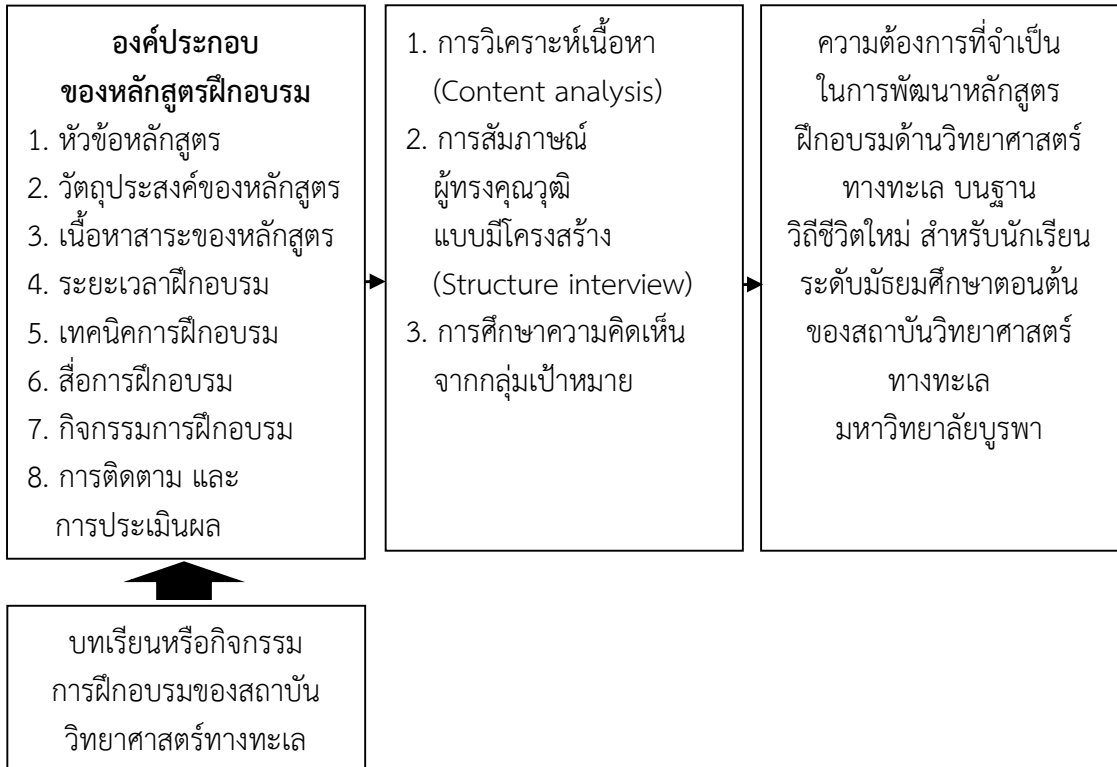 องค์ประกอบ
ของหลักสูตรฝึกอบรม
1. หัวข้อหลักสูตร
2. วัตถุประสงค์ของหลักสูตร
3. เนื้อหาสาระของหลักสูตร
4. ระยะเวลาฝึกอบรม
5. เทคนิคการฝึกอบรม
6. สื่อการฝึกอบรม
7. กิจกรรมการฝึกอบรม
8. การติดตาม และ
การประเมินผล
1. การวิเคราะห์เนื้อหา
(Content analysis)
2. การสัมภาษณ์
ผู้ทรงคุณวุฒิ
แบบมีโครงสร้าง
(Structure interview)
3. การศึกษาความคิดเห็น
จากกลุ่มเป้าหมาย
ความต้องการที่จำเป็น
ในการพัฒนาหลักสูตร
ฝึกอบรมด้านวิทยาศาสตร์
ทางทะเล บนฐาน
วิถีชีวิตใหม่ สำหรับนักเรียน
ระดับมัธยมศึกษาตอนต้น
ของสถาบันวิทยาศาสตร์
ทางทะเล
มหาวิทยาลัยบูรพา
บทเรียนหรือกิจกรรม
การฝึกอบรมของสถาบัน
วิทยาศาสตร์ทางทะเล